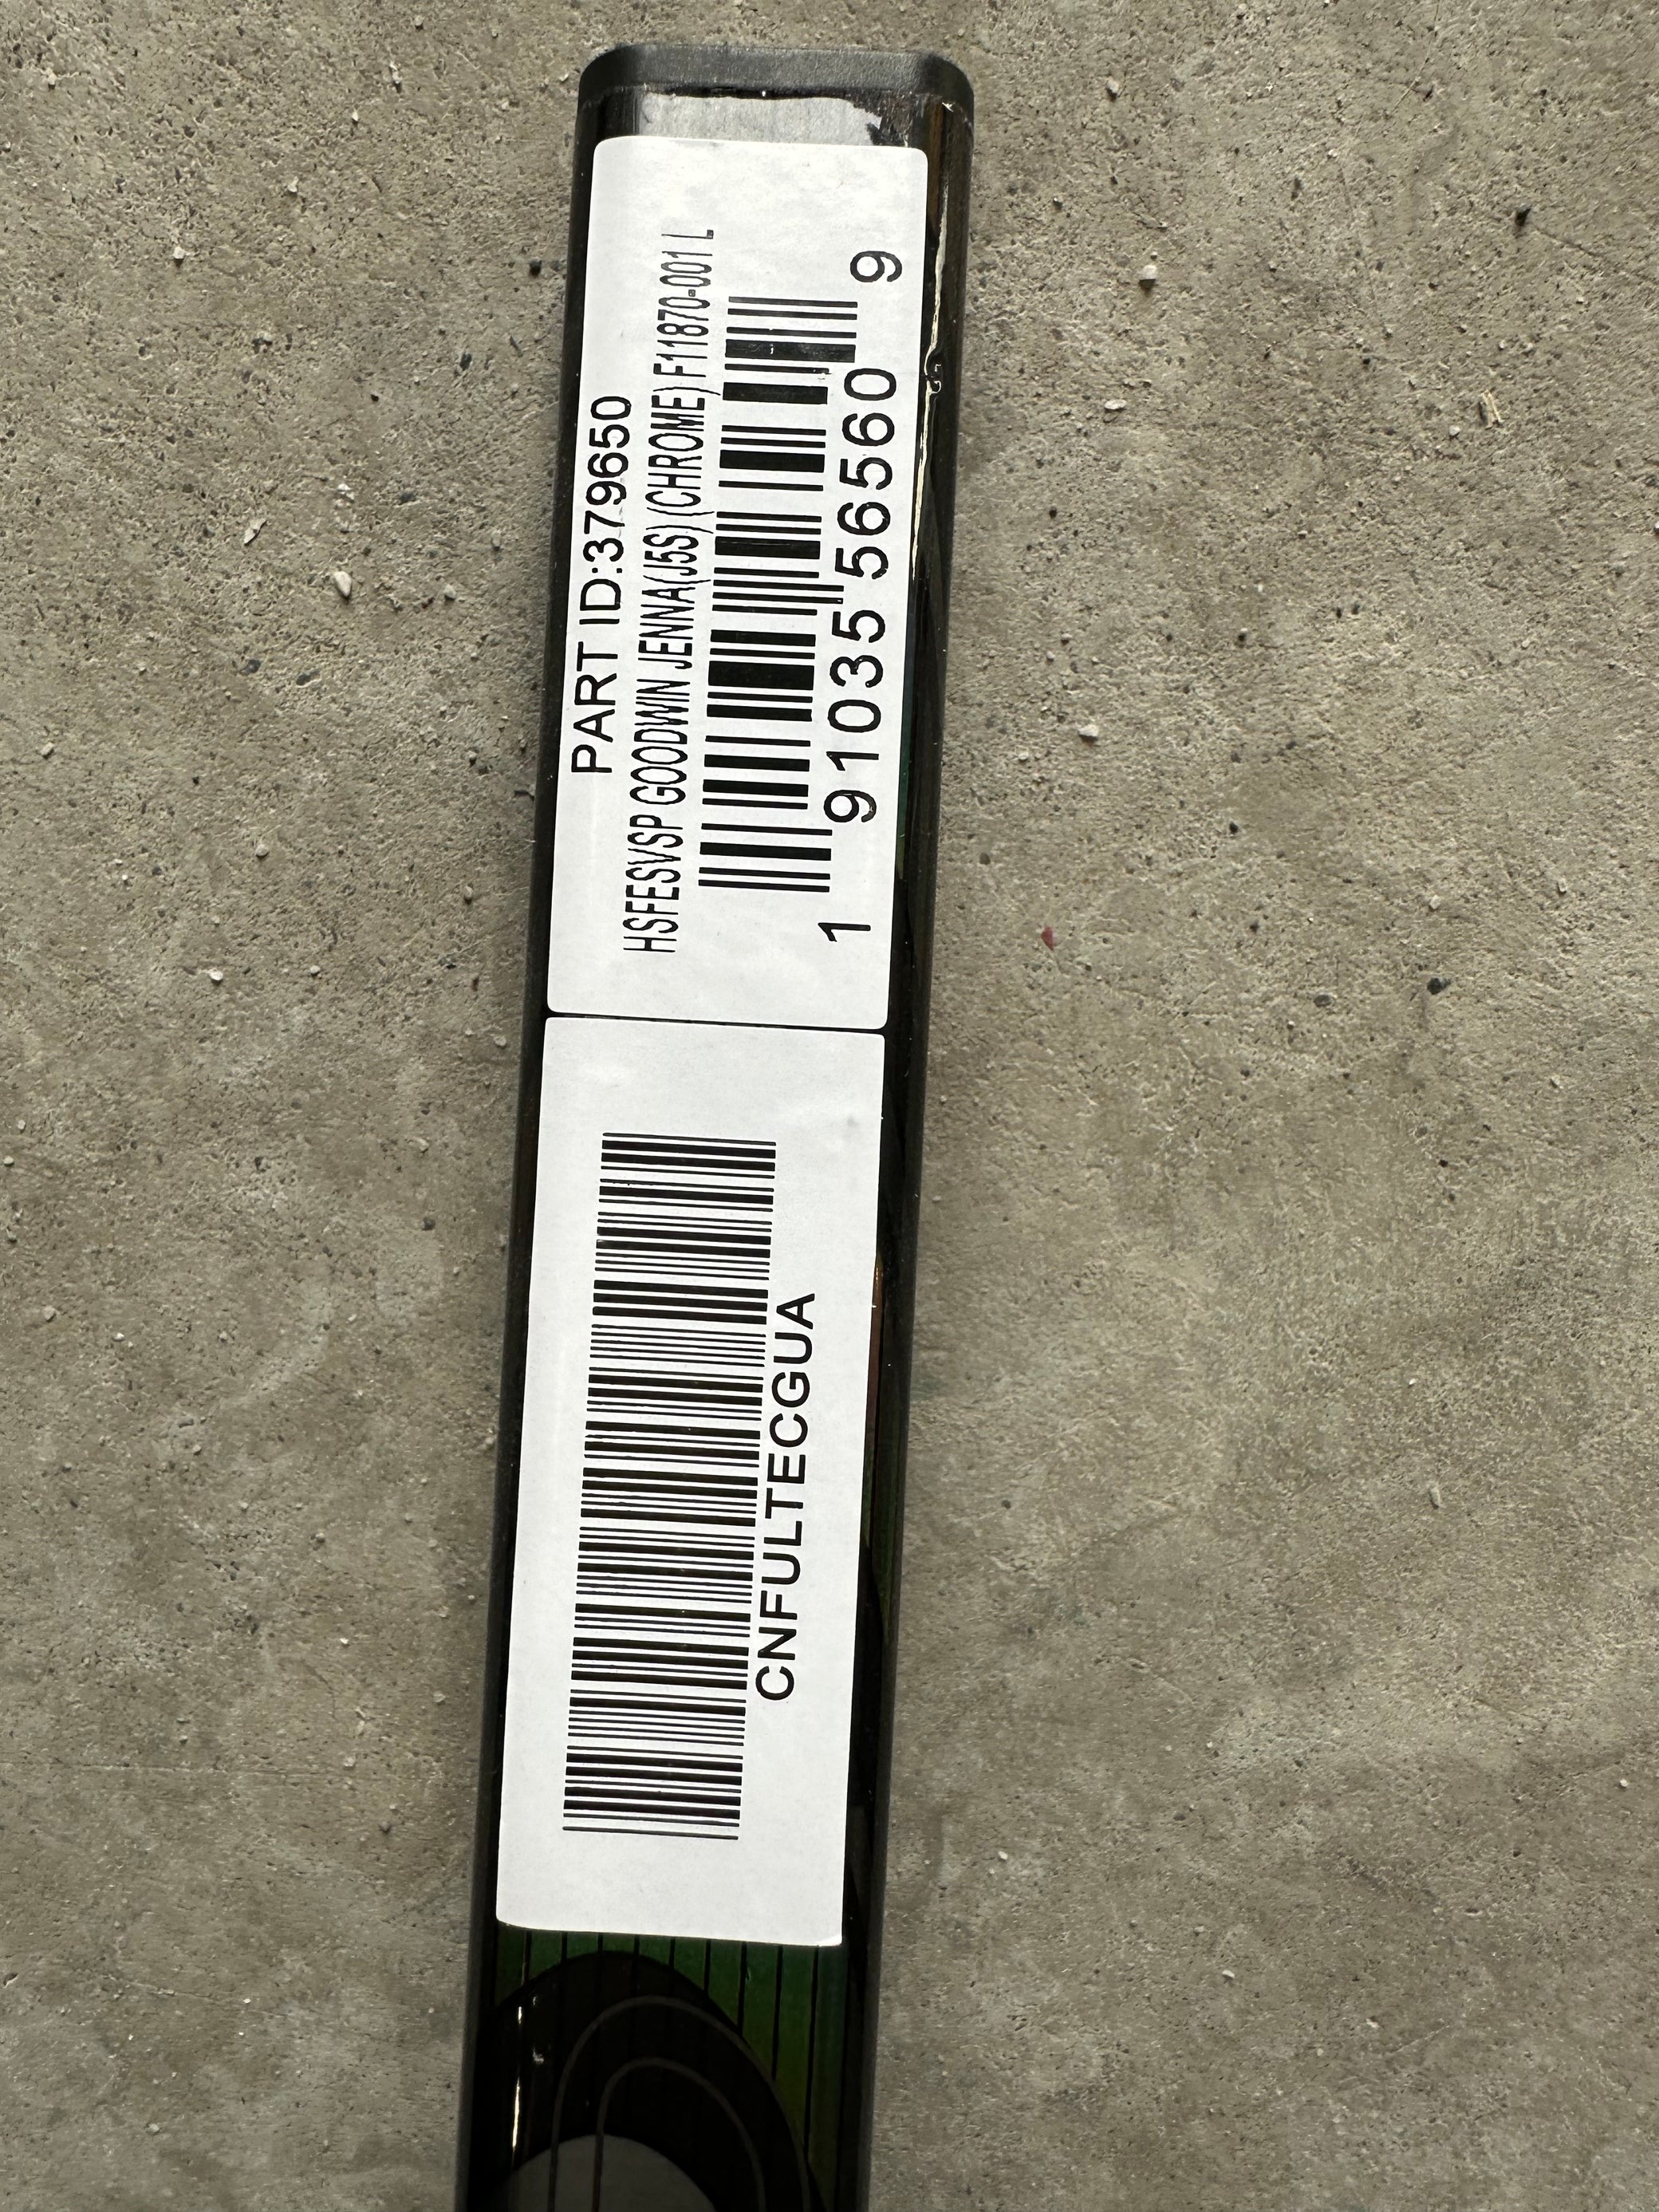 PART ID:379650
HSFESVSP GOODWIN JENNA(J5S) (CHROME) F11870-001 L
1 91035 56560 9
CNFULTECGUA